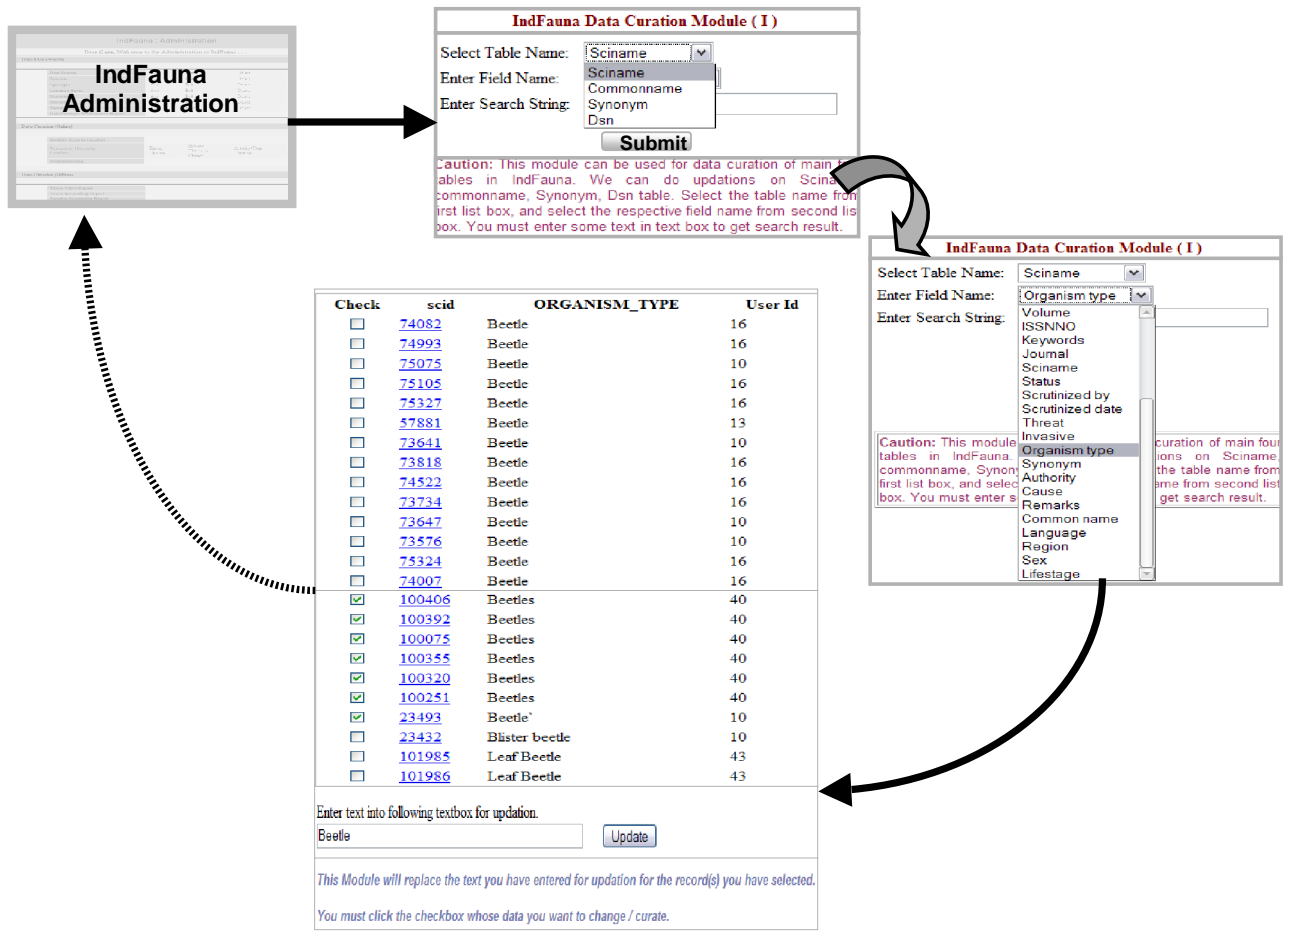 IndFauna : Administration
IndFauna
Administration
IndFauna Data Curation Module ( I )
Select Table Name: Sciname
Enter Field Name: Sciname
Commonname
Enter Search String: Synonym
Dsn
Submit
Caution: This module can be used for data curation of main
tables in IndFauna. We can do updations on
commonname, Synonym, Dsn table. Select the table name from
first list box, and select the respective field name from second lis
box. You must enter some text in text box to get search result.
IndFauna Data Curation Module ( I )
Select Table Name: Sciname
Enter Field Name: Organism type
Enter Search String:
Volume
ISSNNO
Keywords
Journal
Sciname
Status
Scrutinized by
Scrutinized date
Threat
Invasive
Organism type
Synonym
Authority
Cause
Remarks
Common name
Language
Region
Sex
Lifestage
Caution: This module curation of main four
tables in IndFauna. ions on Sciname,
commonname, Synony the table name from
first list box, and selec ame from second list
box. You must enter s get search result.
Check scid ORGANISM_TYPE User Id
74082 Beetle 16
74993 Beetle 16
75075 Beetle 10
75105 Beetle 16
75327 Beetle 16
57881 Beetle 13
73641 Beetle 10
73818 Beetle 16
74522 Beetle 16
73734 Beetle 16
73647 Beetle 10
73576 Beetle 10
75324 Beetle 16
74007 Beetle 16
100406 Beetles 40
100392 Beetles 40
100075 Beetles 40
100355 Beetles 40
100320 Beetles 40
100251 Beetles 40
23493 Beetle` 10
23432 Blister beetle 10
101985 Leaf Beetle 43
101986 Leaf Beetle 43
Enter text into following textbox for updation.
Beetle Update
This Module will replace the text you have entered for updation for the record(s) you have selected.
You must click the checkbox whose data you want to change / curate.